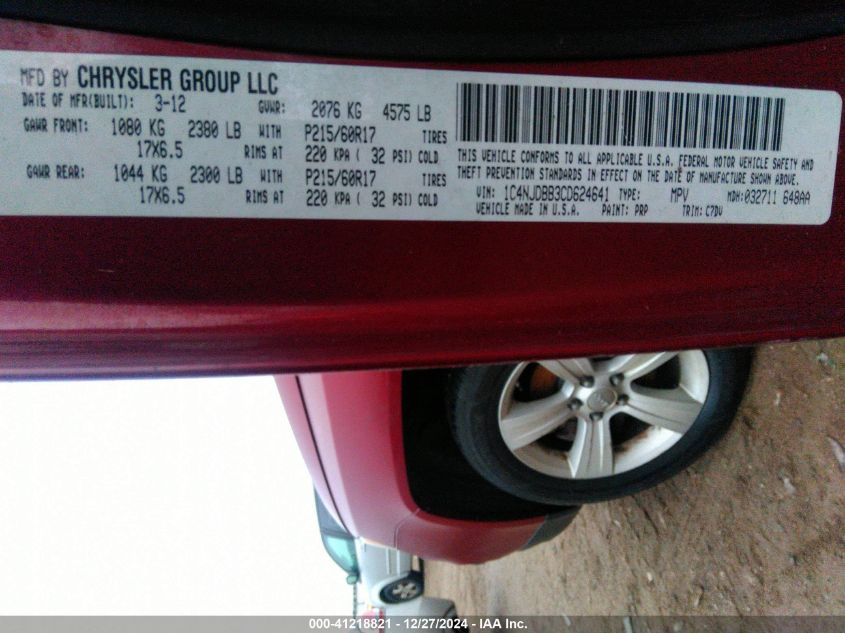 MFD BY CHRYSLER GROUP LLC
DATE OF MFR(BUILT): 3-12 GVWR: 2076 KG 4575 LB
GAWR FRONT: 1080 KG 2380 LB WITH P215/60R17 TIRES
17X6.5 RIMS AT 220 KPA ( 32 PSI) COLD
GAWR REAR: 1044 KG 2300 LB WITH P215/60R17 TIRES
17X6.5 RIMS AT 220 KPA ( 32 PSI) COLD
THIS VEHICLE CONFORMS TO ALL APPLICABLE U.S.A. FEDERAL MOTOR VEHICLE SAFETY AND
THEFT PREVENTION STANDARDS IN EFFECT ON THE DATE OF MANUFACTURE SHOWN ABOVE.
VIN: 1C4NJDBB3CD624641 TYPE: MPV MDH:032711 648AA
VEHICLE MADE IN U.S.A. PAINT: PRP TRIM: C7DV
000-41218821 - 12/27/2024 - IAA Inc.